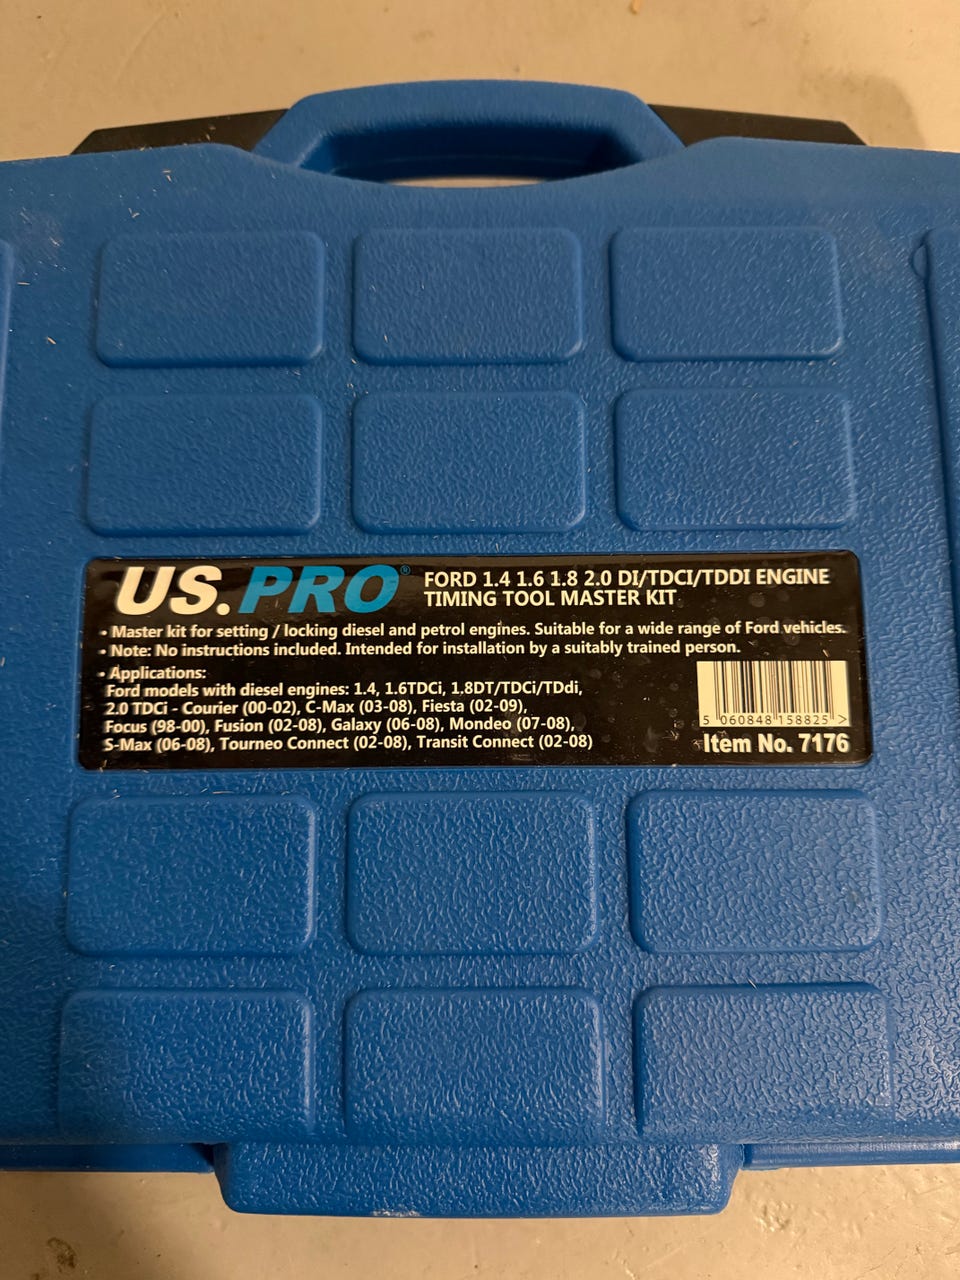 US.PRO®
FORD 1.4 1.6 1.8 2.0 DI/TDCI/TDDI ENGINE
TIMING TOOL MASTER KIT
• Master kit for setting / locking diesel and petrol engines. Suitable for a wide range of Ford vehicles.
• Note: No instructions included. Intended for installation by a suitably trained person.
• Applications:
Ford models with diesel engines: 1.4, 1.6TDCi, 1.8DT/TDCi/TDdi,
2.0 TDCi - Courier (00-02), C-Max (03-08), Fiesta (02-09),
Focus (98-00), Fusion (02-08), Galaxy (06-08), Mondeo (07-08),
S-Max (06-08), Tourneo Connect (02-08), Transit Connect (02-08)
5 060848 158825 >
Item No. 7176